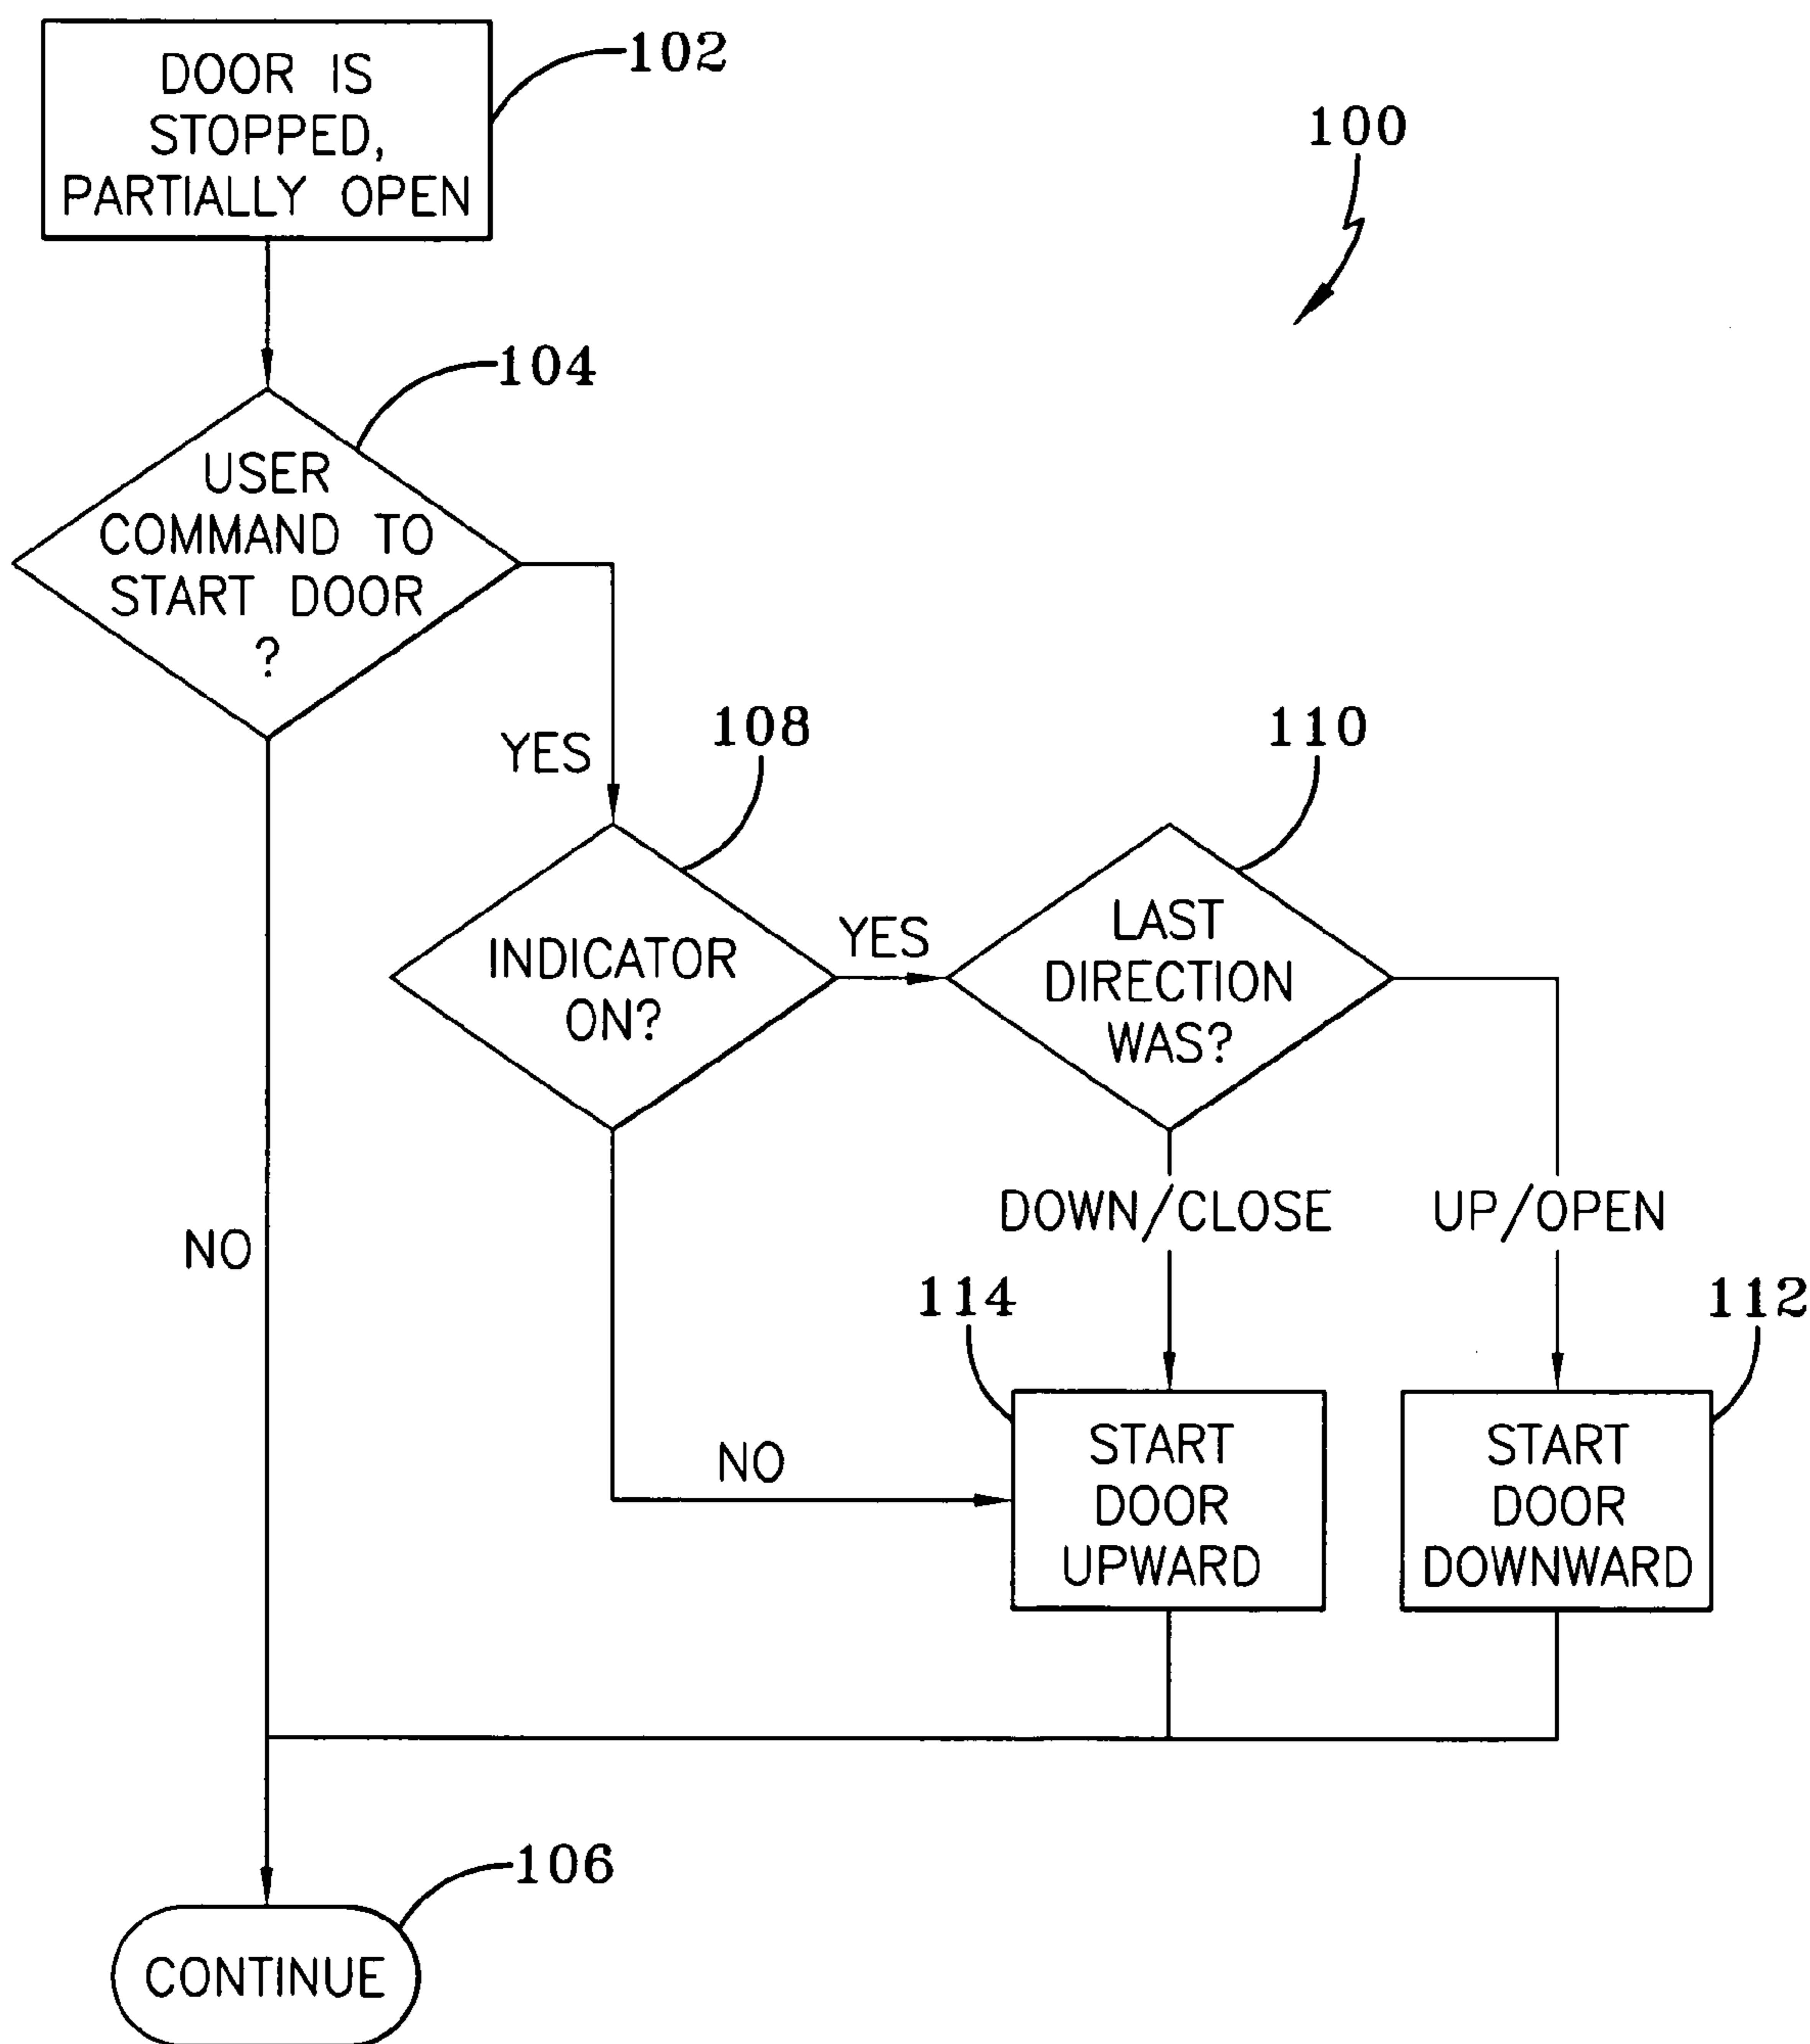 DOOR IS
STOPPED,
PARTIALLY OPEN
102
100
104
USER
COMMAND TO
START DOOR
?
YES
108
110
INDICATOR
ON?
YES
LAST
DIRECTION
WAS?
NO
DOWN/CLOSE
UP/OPEN
114
112
NO
START
DOOR
UPWARD
START
DOOR
DOWNWARD
106
CONTINUE